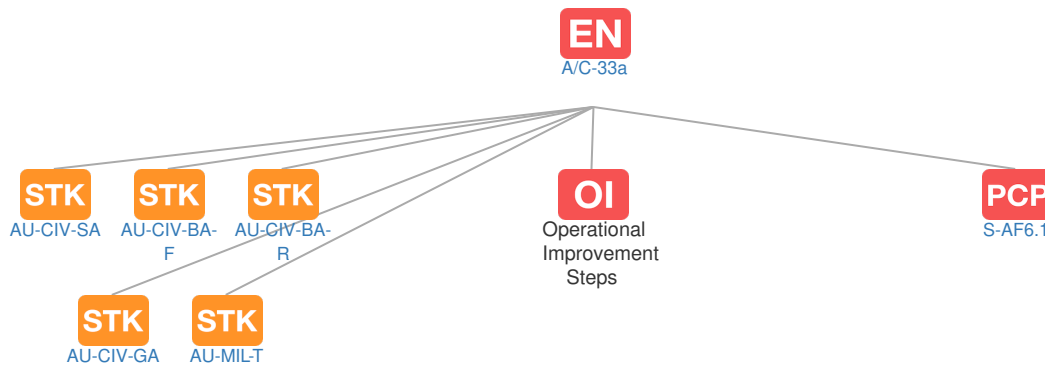 EN
A/C-33a
STK
STK
STK
OI
PCP
AU-CIV-SA
AU-CIV-BA-
F
AU-CIV-BA-
R
Operational
Improvement
Steps
S-AF6.1
STK
STK
AU-CIV-GA
AU-MIL-T